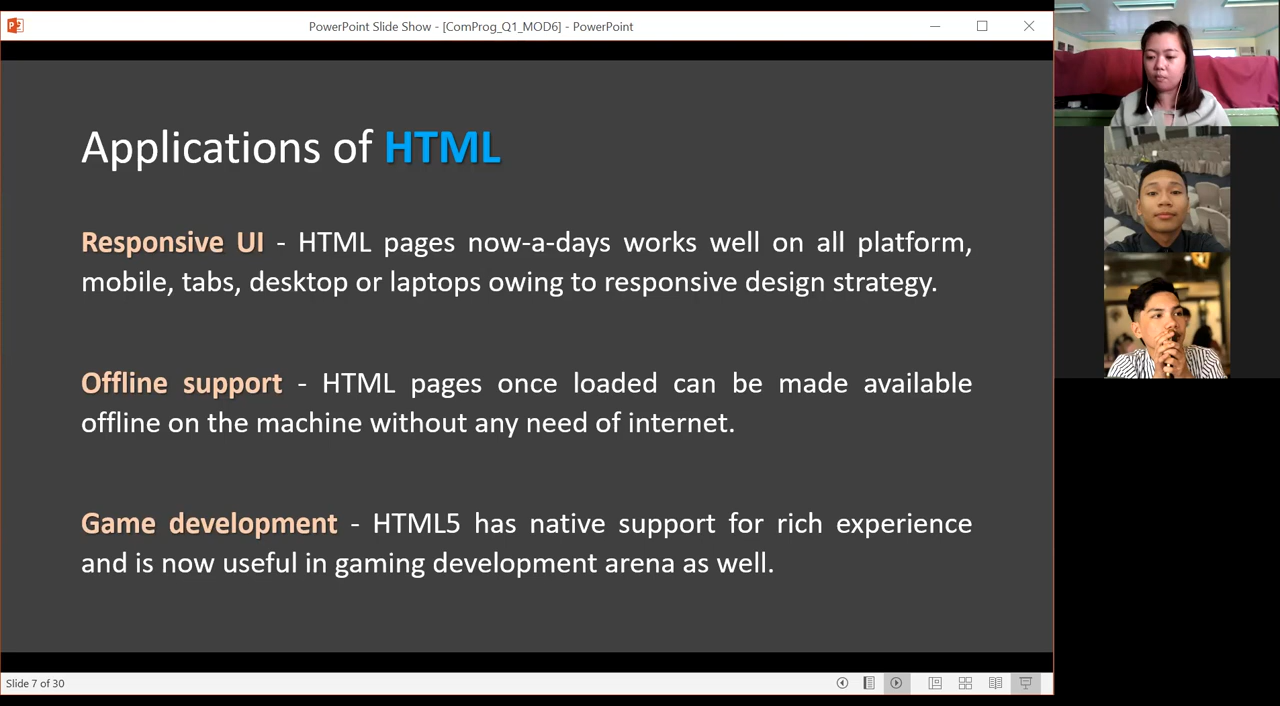 PowerPoint Slide Show - [ComProg_Q1_MOD6] - PowerPoint
Applications of HTML
Responsive UI - HTML pages now-a-days works well on all platform,
mobile, tabs, desktop or laptops owing to responsive design strategy.
Offline support - HTML pages once loaded can be made available
offline on the machine without any need of internet.
Game development - HTML5 has native support for rich experience
and is now useful in gaming development arena as well.
Slide 7 of 30